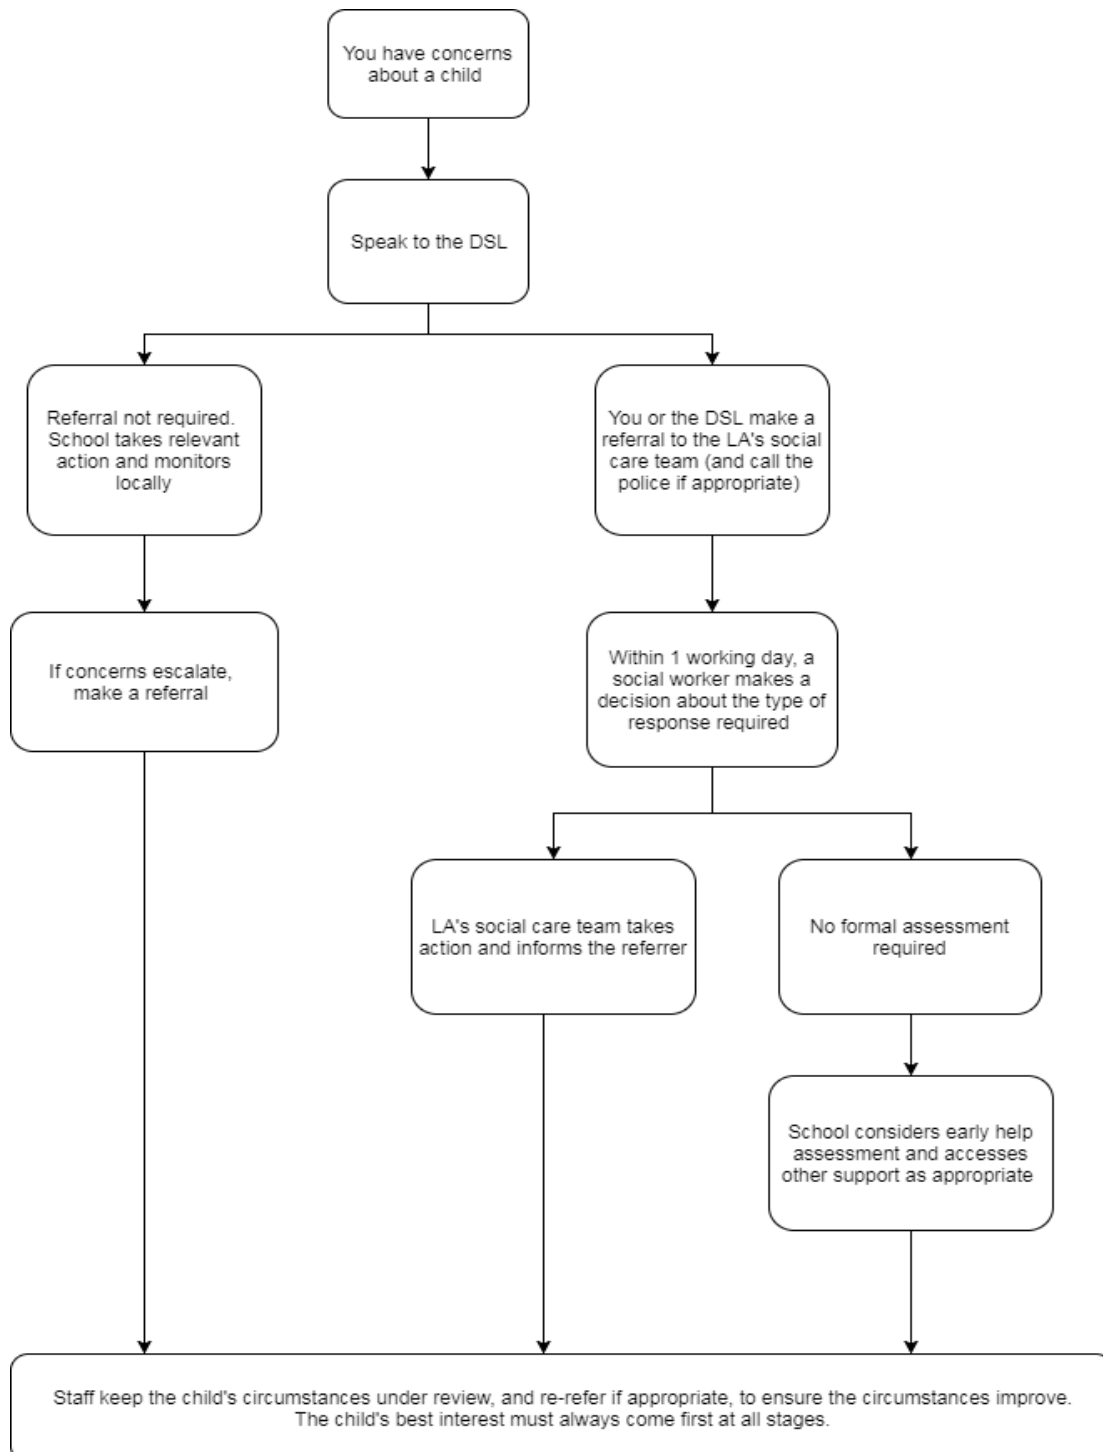 You have concerns
about a child
Speak to the DSL
Referral not required.
School takes relevant
action and monitors
locally
You or the DSL make a
referral to the LA's social
care team (and call the
police if appropriate)
If concerns escalate,
make a referral
Within 1 working day, a
social worker makes a
decision about the type of
response required
LA's social care team takes
action and informs the referrer
No formal assessment
required
School considers early help
assessment and accesses
other support as appropriate
Staff keep the child's circumstances under review, and re-refer if appropriate, to ensure the circumstances improve.
The child's best interest must always come first at all stages.